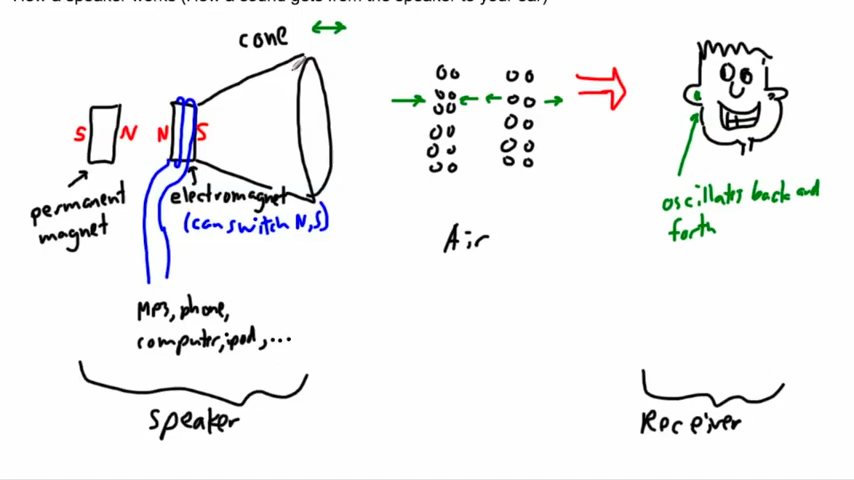 How a speaker works (How a sound gets from the speaker to your ear)
cone
S N N S
permanent
magnet
electromagnet
(can switch N,S)
MP3, phone,
computer, ipod, ...
Speaker
Air
oscillates back and
forth
Receiver